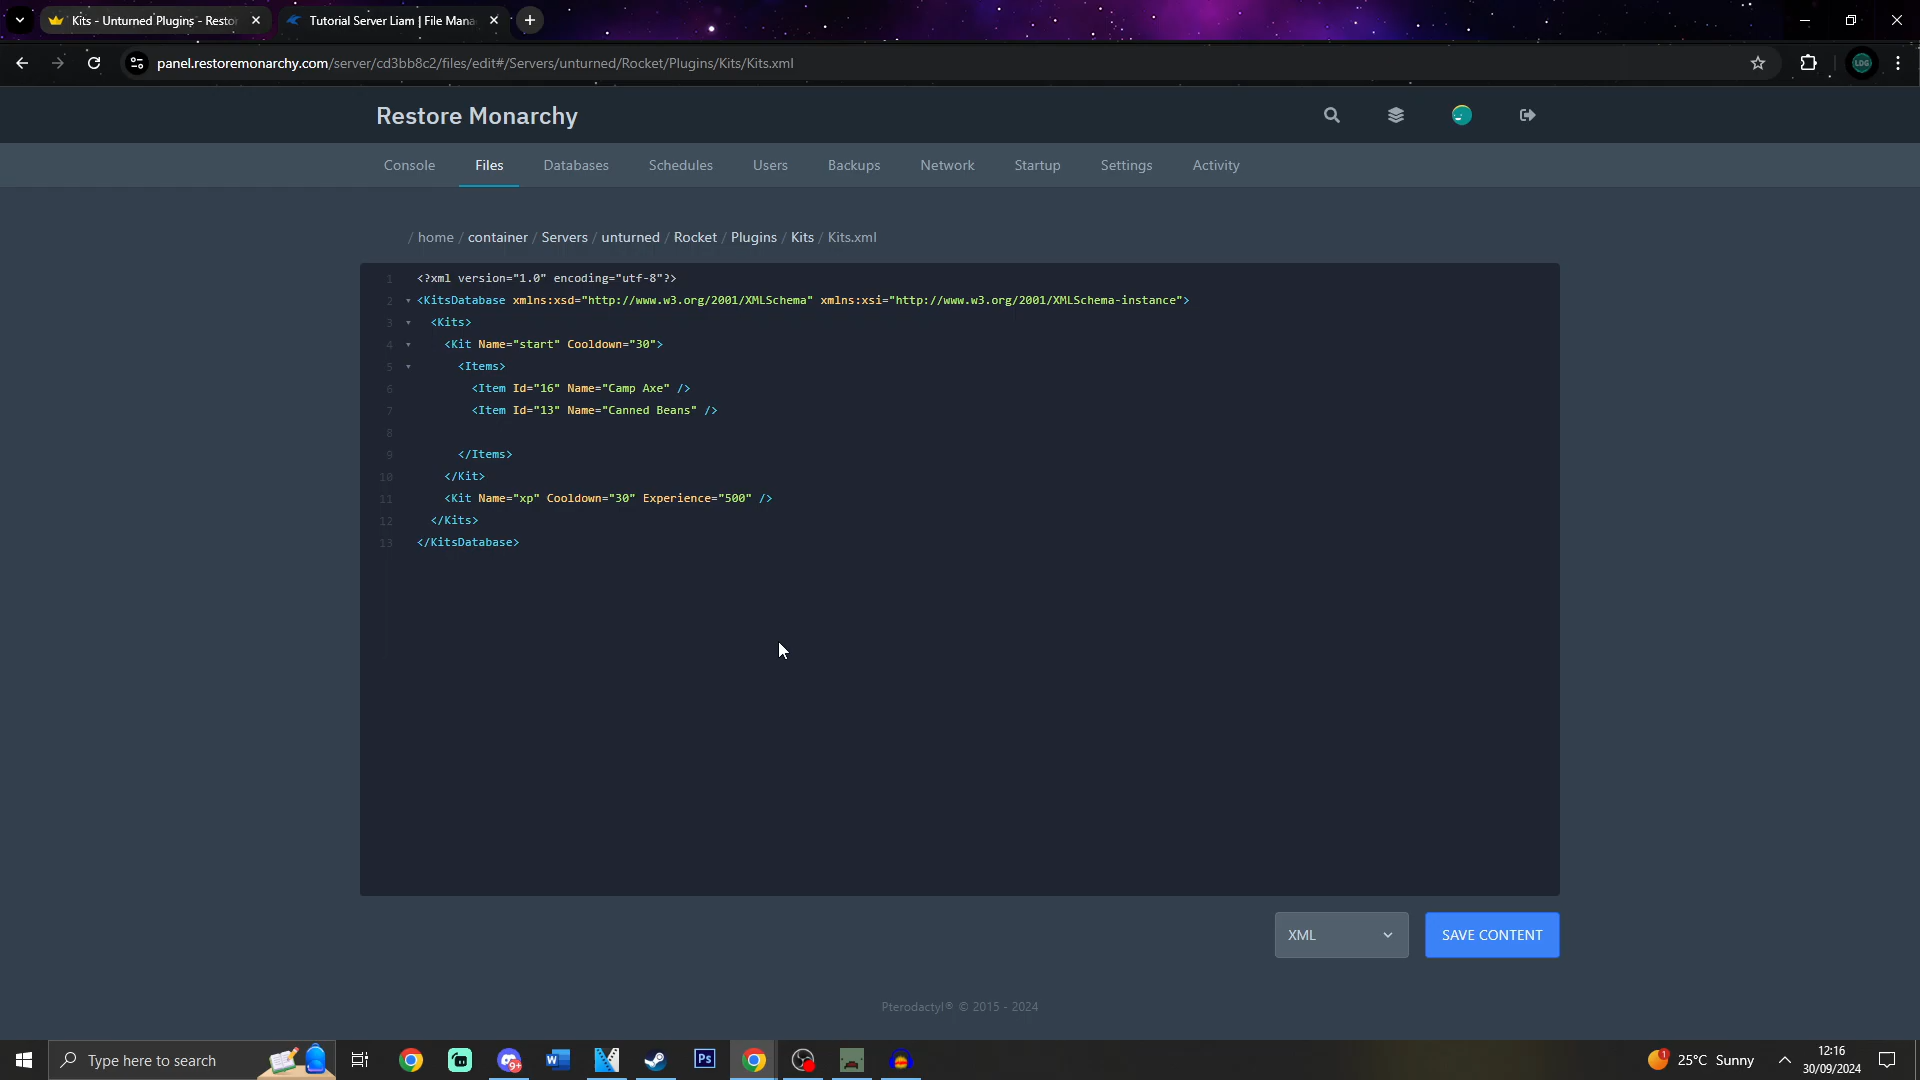 Kits - Unturned Plugins - Resto
Tutorial Server Liam | File Mana
panel.restoremonarchy.com/server/cd3bb8c2/files/edit#/Servers/unturned/Rocket/Plugins/Kits/Kits.xml
LDG
Restore Monarchy
Console Files Databases Schedules Users Backups Network Startup Settings Activity
/ home / container / Servers / unturned / Rocket / Plugins / Kits / Kits.xml
1 <?xml version="1.0" encoding="utf-8"?>
2 <KitsDatabase xmlns:xsd="http://www.w3.org/2001/XMLSchema" xmlns:xsi="http://www.w3.org/2001/XMLSchema-instance">
3 <Kits>
4 <Kit Name="start" Cooldown="30">
5 <Items>
6 <Item Id="16" Name="Camp Axe" />
7 <Item Id="13" Name="Canned Beans" />
8
9 </Items>
10 </Kit>
11 <Kit Name="xp" Cooldown="30" Experience="500" />
12 </Kits>
13 </KitsDatabase>
XML
SAVE CONTENT
Pterodactyl® © 2015 - 2024
Type here to search
9+
W
Ps
1
25°C Sunny
12:16
30/09/2024